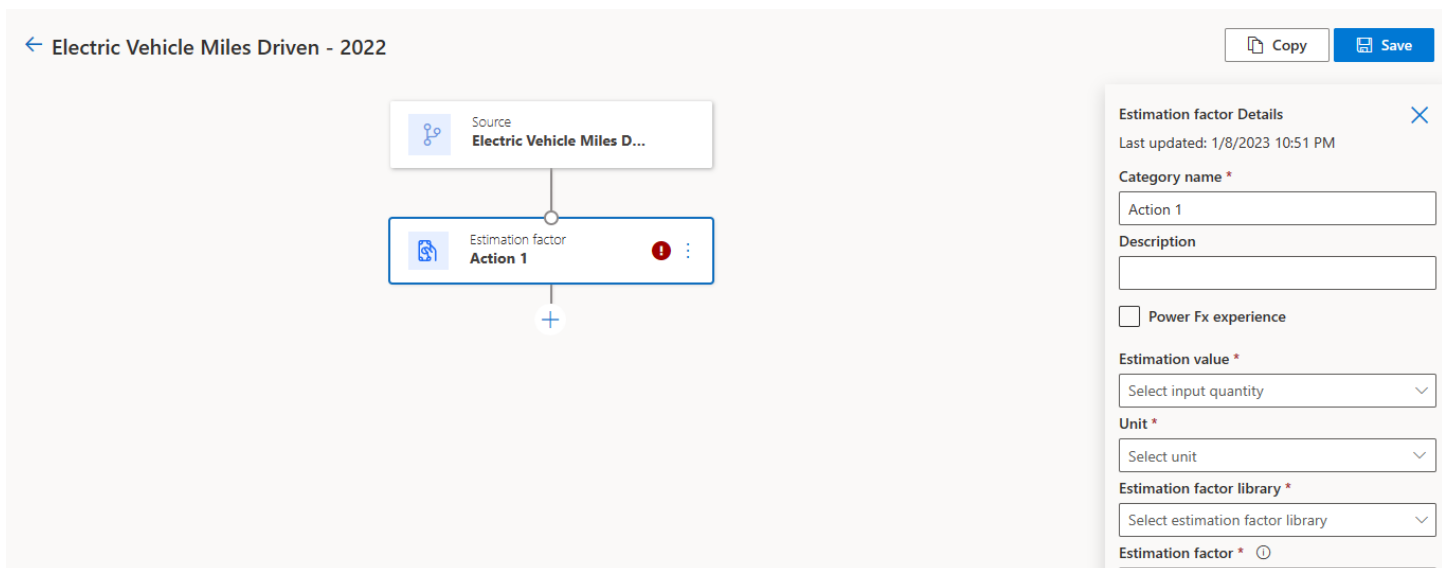 Electric Vehicle Miles Driven - 2022
Copy
Save
Source
Electric Vehicle Miles D...
Estimation factor
Action 1
Estimation factor Details
Last updated: 1/8/2023 10:51 PM
Category name *
Action 1
Description
Power Fx experience
Estimation value *
Select input quantity
Unit *
Select unit
Estimation factor library *
Select estimation factor library
Estimation factor *